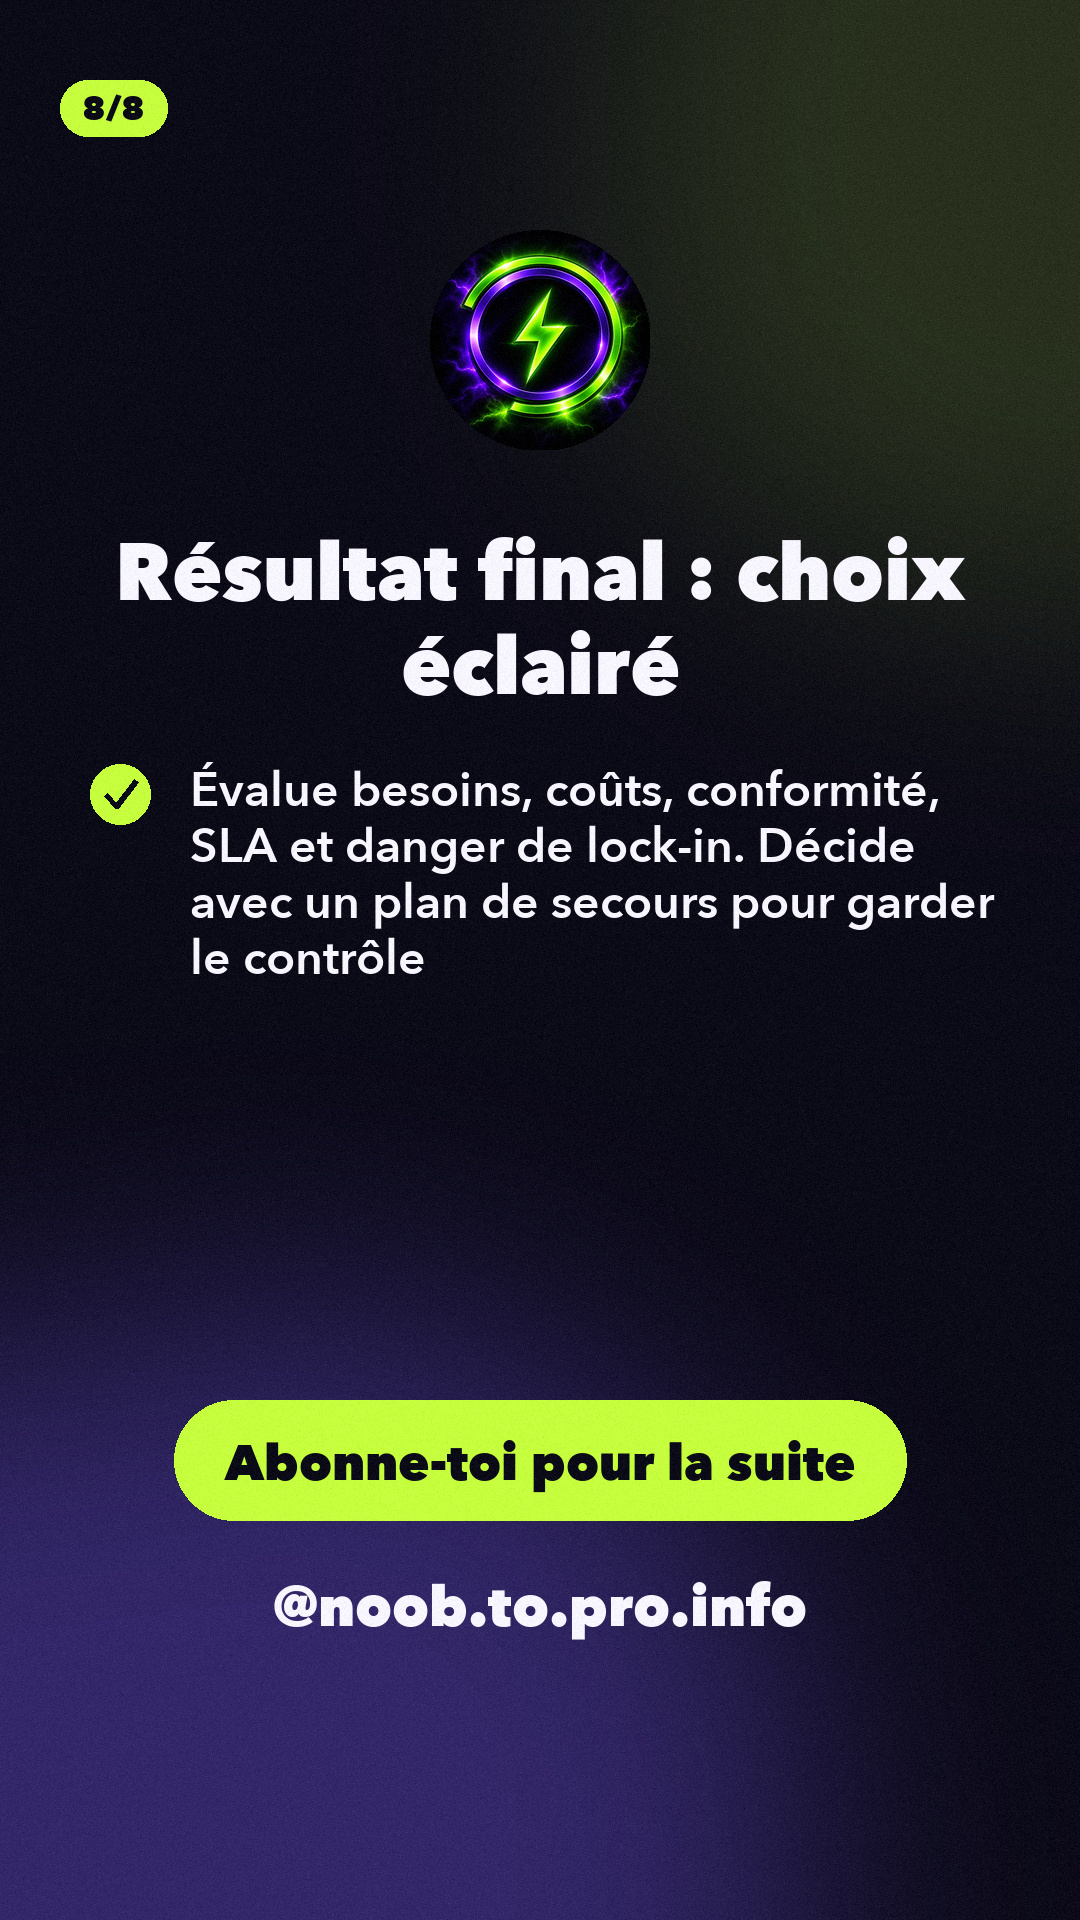 8/8
Résultat final : choix
éclairé
Évalue besoins, coûts, conformité,
SLA et danger de lock-in. Décide
avec un plan de secours pour garder
le contrôle
Abonne-toi pour la suite
@noob.to.pro.info